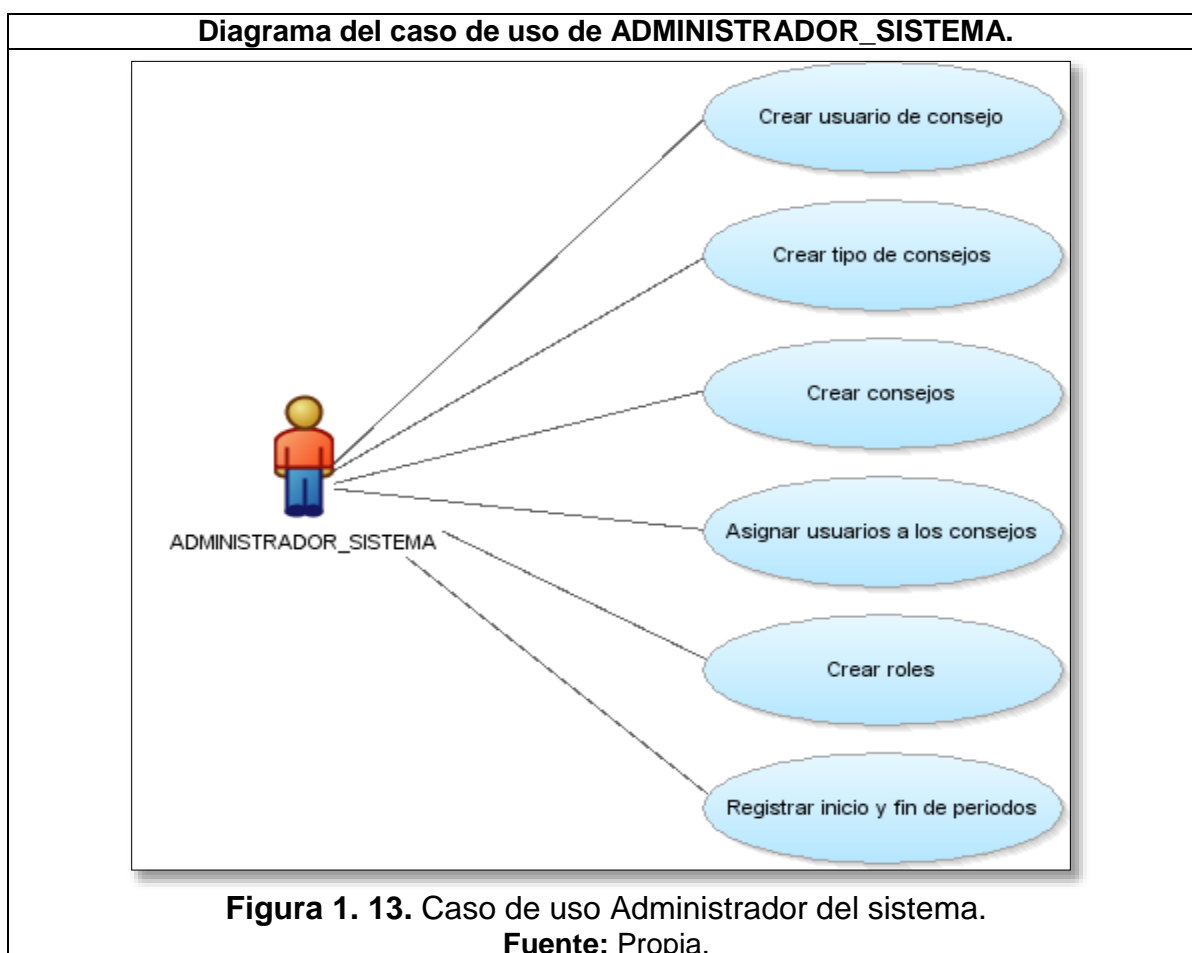 Diagrama del caso de uso de ADMINISTRADOR_SISTEMA.
Crear usuario de consejo
Crear tipo de consejos
Crear consejos
Asignar usuarios a los consejos
ADMINISTRADOR_SISTEMA
Crear roles
Registrar inicio y fin de periodos
Figura 1. 13. Caso de uso Administrador del sistema.
Fuente: Propia.